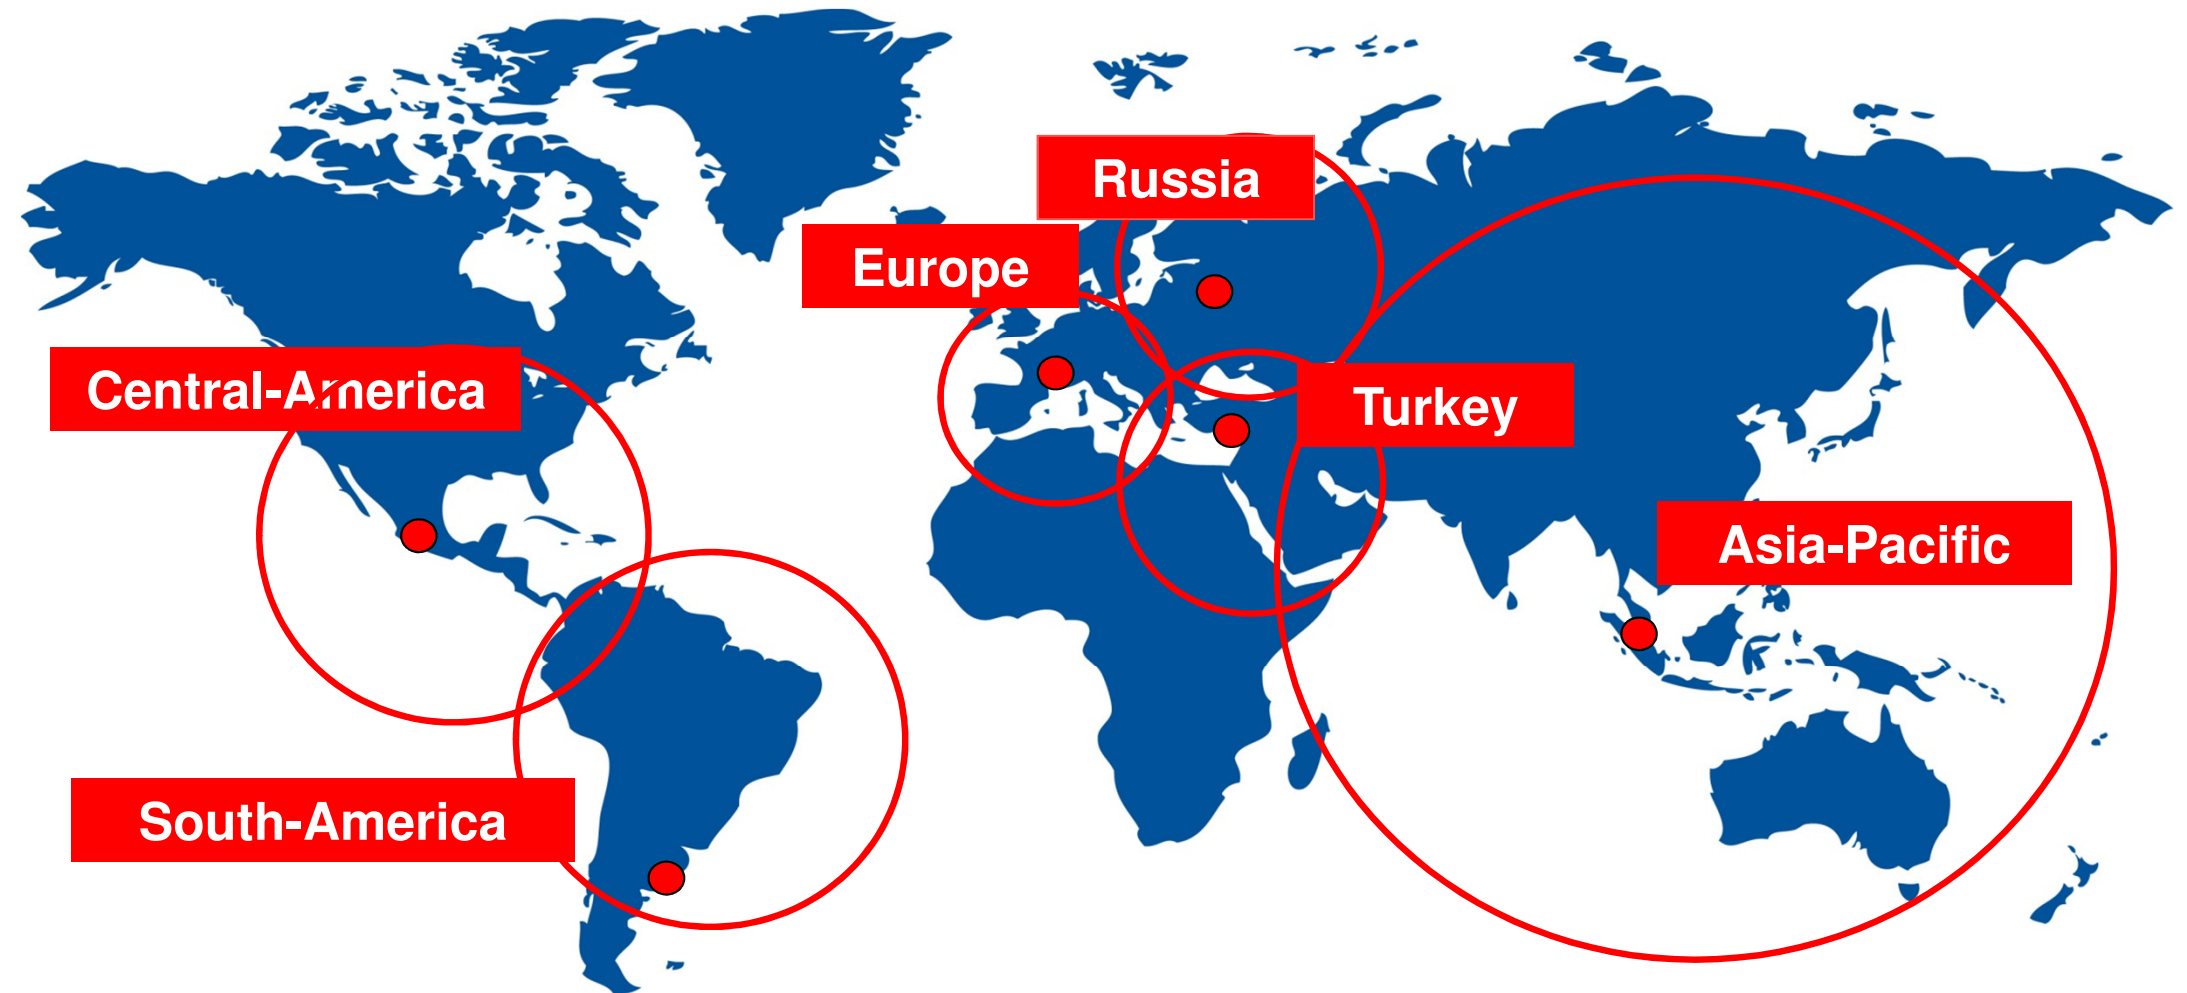 Russia
Europe
Central-America
Turkey
Asia-Pacific
South-America